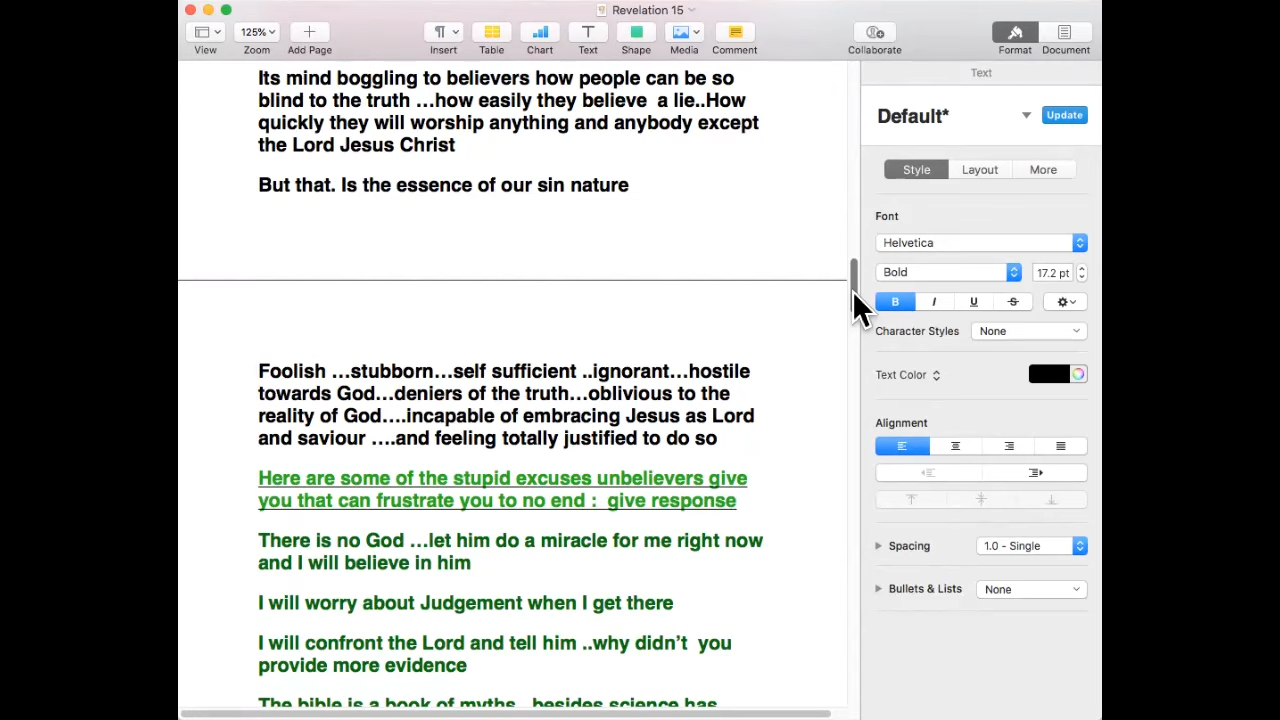 Revelation 15
125%
View
Zoom
Add Page
Insert
Table
Chart
Text
Shape
Media
Comment
Collaborate
Format
Document
Its mind boggling to believers how people can be so
blind to the truth …how easily they believe  a lie..How
quickly they will worship anything and anybody except
the Lord Jesus Christ
But that. Is the essence of our sin nature
Foolish …stubborn…self sufficient ..ignorant…hostile
towards God…deniers of the truth…oblivious to the
reality of God….incapable of embracing Jesus as Lord
and saviour ….and feeling totally justified to do so
Here are some of the stupid excuses unbelievers give
you that can frustrate you to no end :  give response
There is no God …let him do a miracle for me right now
and I will believe in him
I will worry about Judgement when I get there
I will confront the Lord and tell him ..why didn’t  you
provide more evidence
The bible is a book of myths…besides science has
Text
Default*
Update
Style
Layout
More
Font
Helvetica
Bold
17.2 pt
B I U S
Character Styles
None
Text Color
Alignment
Spacing
1.0 - Single
Bullets & Lists
None